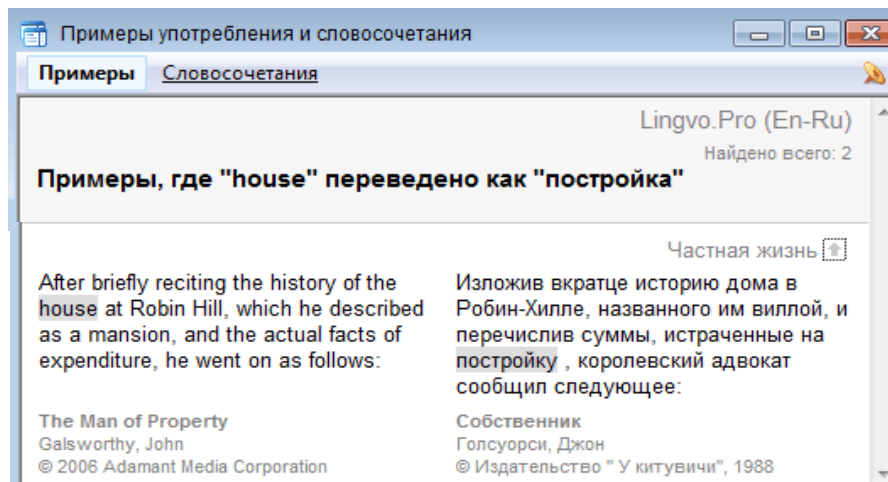 Примеры употребления и словосочетания
Примеры Словосочетания
Lingvo.Pro (En-Ru)
Найдено всего: 2
Примеры, где "house" переведено как "постройка"
Частная жизнь
After briefly reciting the history of the
house at Robin Hill, which he described
as a mansion, and the actual facts of
expenditure, he went on as follows:
The Man of Property
Galsworthy, John
© 2006 Adamant Media Corporation
Изложив вкратце историю дома в
Робин-Хилле, названного им виллой, и
перечислив суммы, истраченные на
постройку , королевский адвокат
сообщил следующее:
Собственник
Голсуорси, Джон
© Издательство " У китувичи", 1988